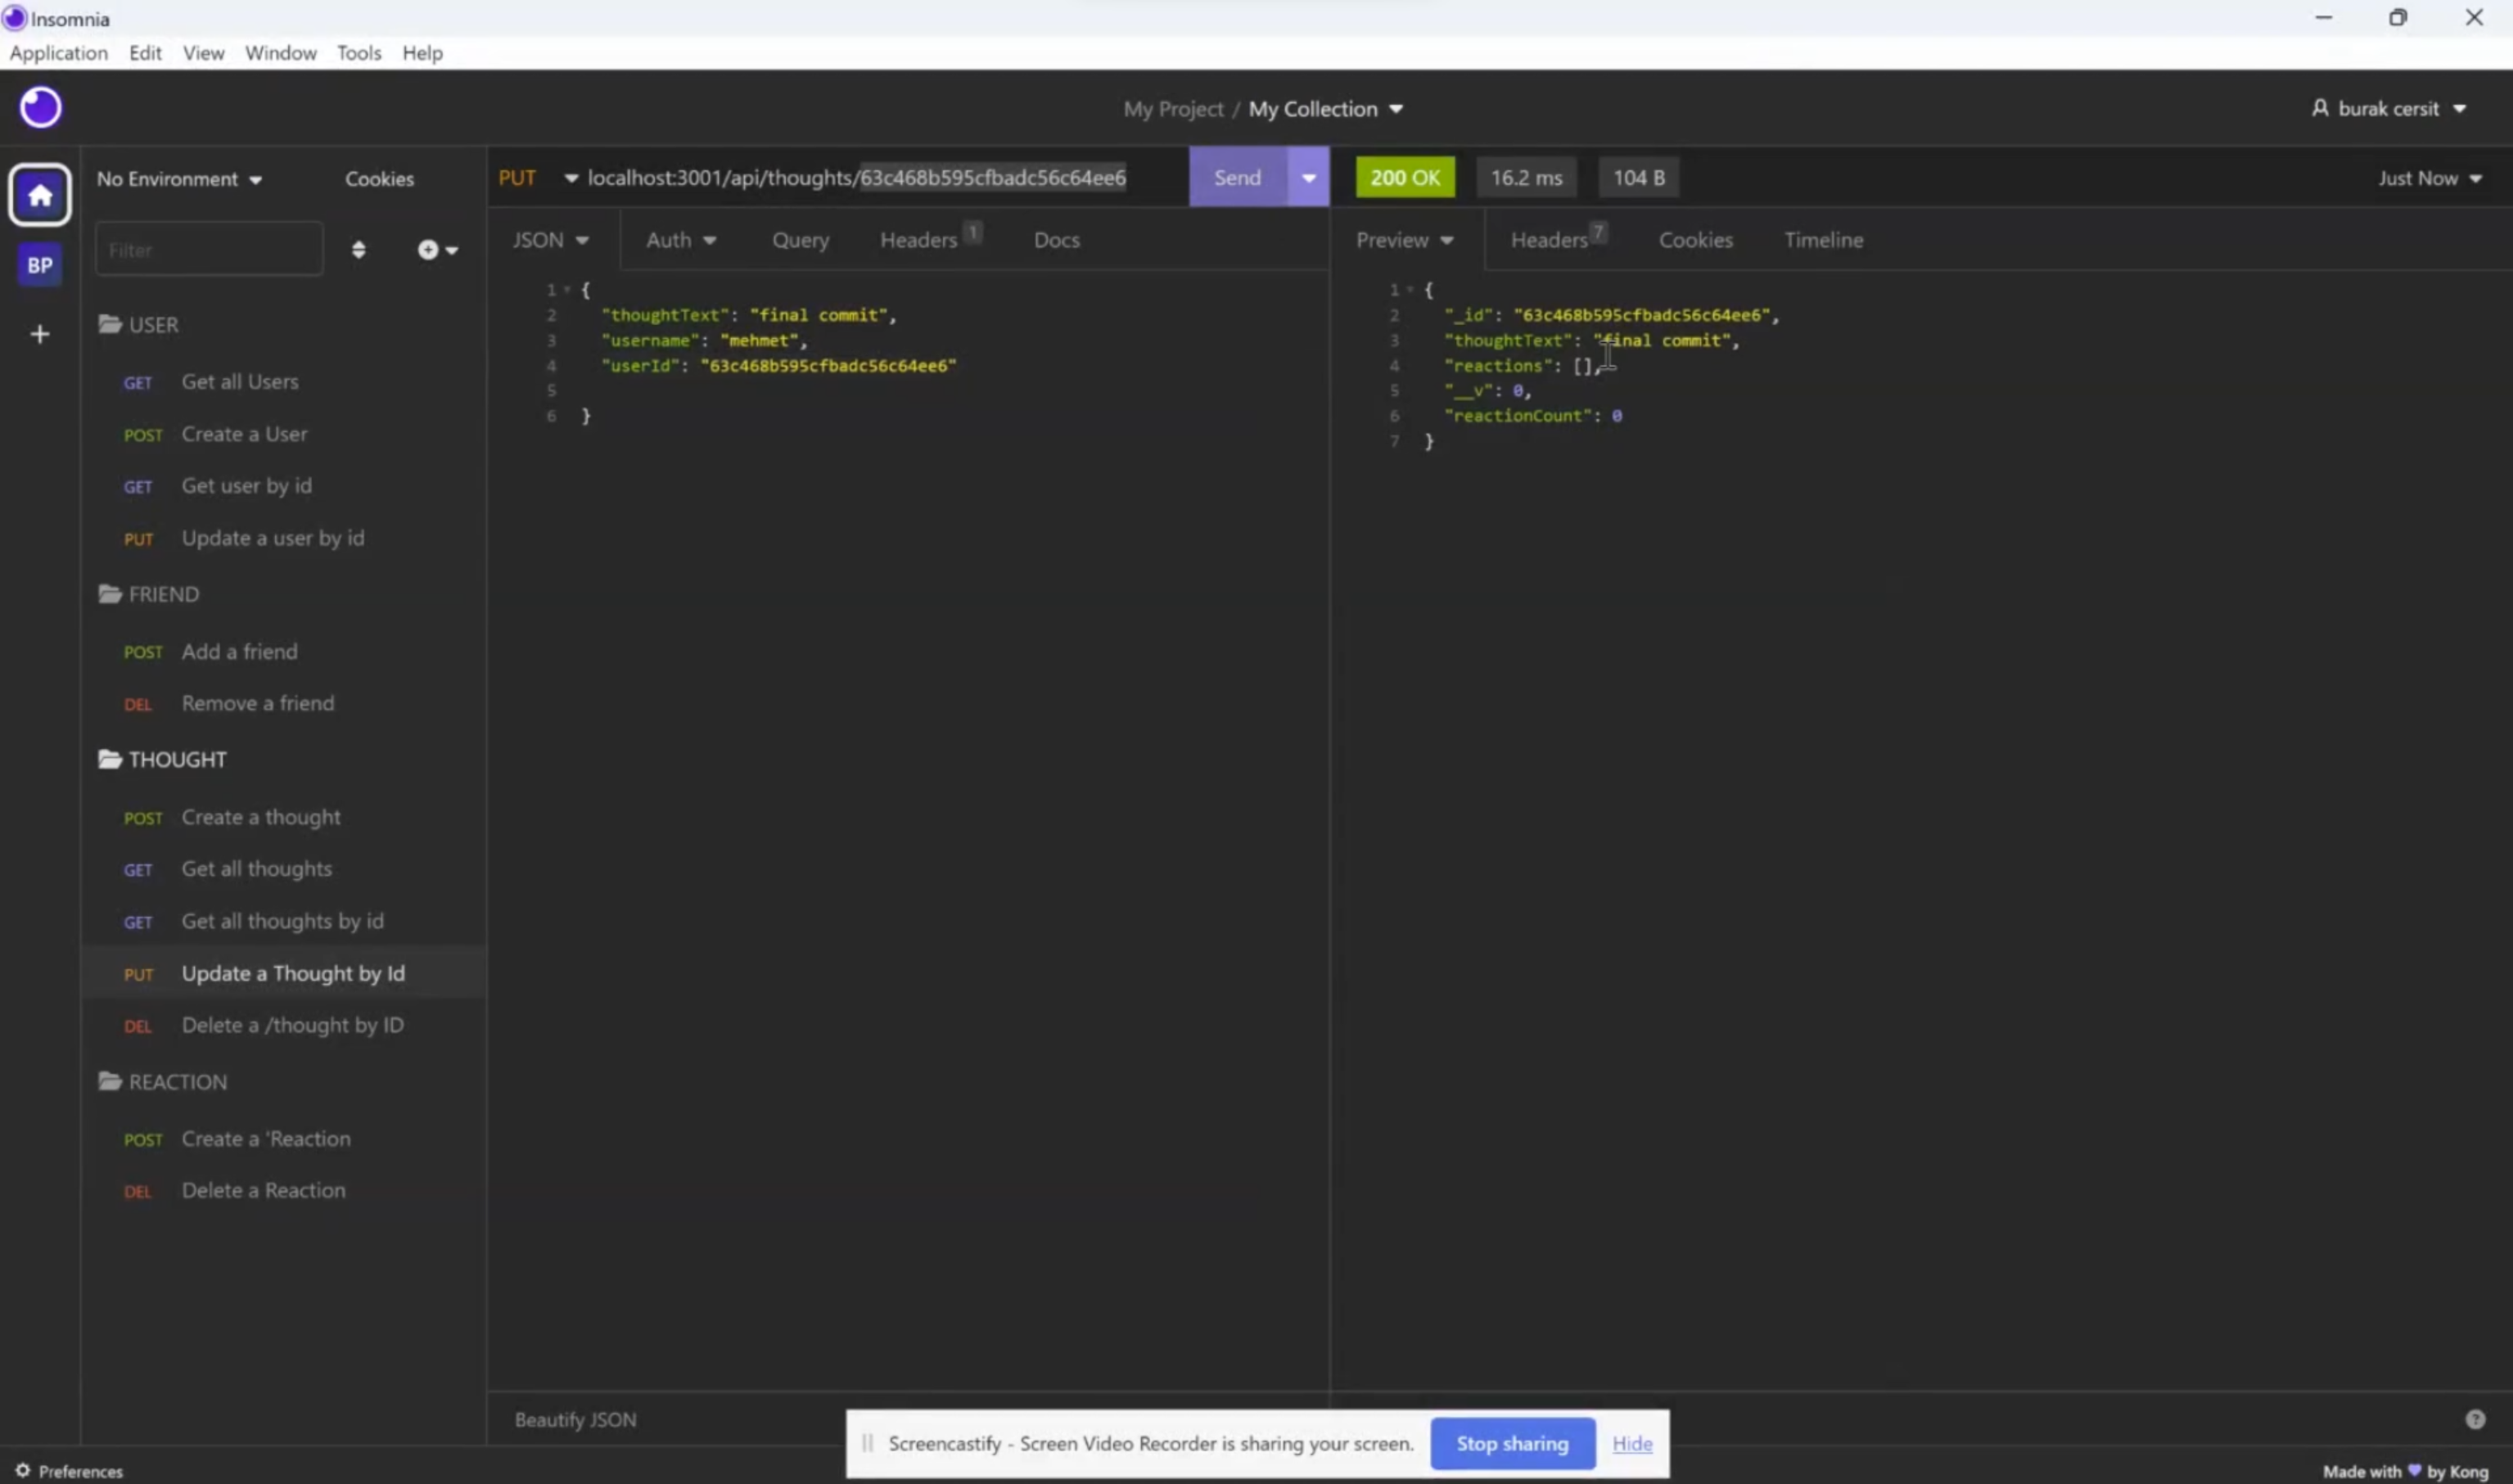 Insomnia
Application Edit View Window Tools Help
My Project / My Collection
burak cersit
No Environment Cookies
Filter
BP
USER
GET Get all Users
POST Create a User
GET Get user by id
PUT Update a user by id
FRIEND
POST Add a friend
DEL Remove a friend
THOUGHT
POST Create a thought
GET Get all thoughts
GET Get all thoughts by id
PUT Update a Thought by Id
DEL Delete a /thought by ID
REACTION
POST Create a 'Reaction
DEL Delete a Reaction
Preferences
PUT localhost:3001/api/thoughts/63c468b595cfbadc56c64ee6 Send
JSON Auth Query Headers 1 Docs
1 {
2 "thoughtText": "final commit",
3 "username": "mehmet",
4 "userId": "63c468b595cfbadc56c64ee6"
5
6 }
Beautify JSON
200 OK 16.2 ms 104 B Just Now
Preview Headers 7 Cookies Timeline
1 {
2 "_id": "63c468b595cfbadc56c64ee6",
3 "thoughtText": "final commit",
4 "reactions": [],
5 "__v": 0,
6 "reactionCount": 0
7 }
Screencastify - Screen Video Recorder is sharing your screen. Stop sharing Hide
Made with ♥ by Kong